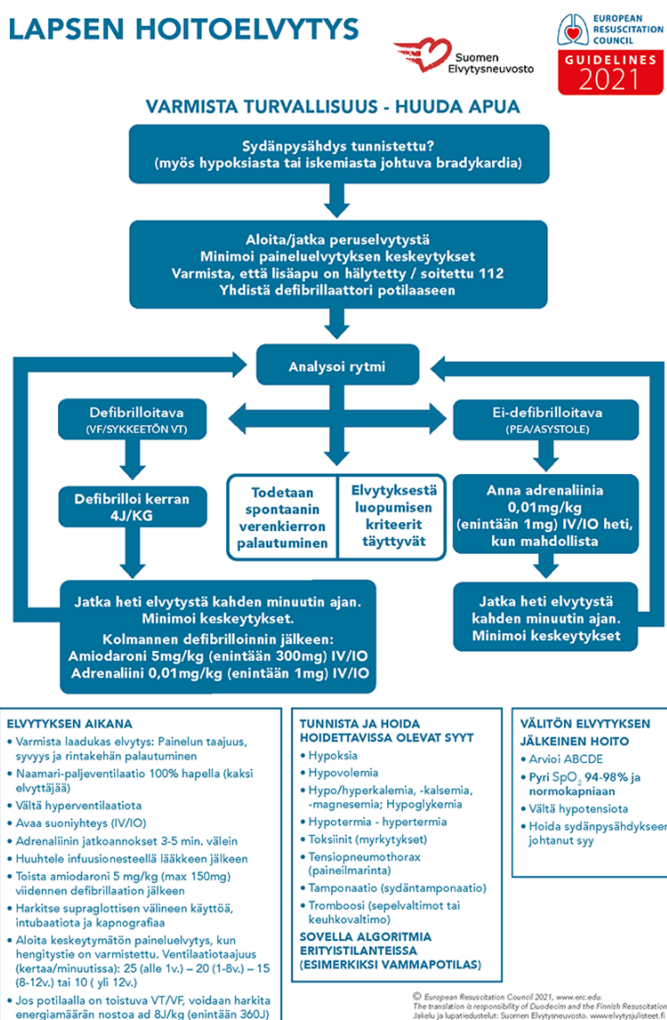 LAPSEN HOITOELVYTYS
Suomen
Elvytysneuvosto
EUROPEAN
RESUSCITATION
COUNCIL
GUIDELINES
2021
VARMISTA TURVALLISUUS - HUUDA APUA
Sydänpysähdys tunnistettu?
(myös hypoksiasta tai iskemiasta johtuva bradykardia)
Aloita/jatka peruselvytystä
Minimoi paineluelvytyksen keskeytykset
Varmista, että lisäapu on hälytetty / soitettu 112
Yhdistä defibrillaattori potilaaseen
Analysoi rytmi
Defibrilloitava
(VF/SYKKEETÖN VT)
Ei-defibrilloitava
(PEA/ASYSTOLE)
Defibrilloi kerran
4J/KG
Todetaan
spontaanin
verenkierron
palautuminen
Elvytyksestä
luopumisen
kriteerit
täyttyvät
Anna adrenaliinia
0,01mg/kg
(enintään 1mg) IV/IO heti,
kun mahdollista
Jatka heti elvytystä kahden minuutin ajan.
Minimoi keskeytykset.
Kolmannen defibrilloinnin jälkeen:
Amiodaroni 5mg/kg (enintään 300mg) IV/IO
Adrenaliini 0,01mg/kg (enintään 1mg) IV/IO
Jatka heti elvytystä
kahden minuutin ajan.
Minimoi keskeytykset
ELVYTYKSEN AIKANA
• Varmista laadukas elvytys: Painelun taajuus,
syvyys ja rintakehän palautuminen
• Naamari-paljeventilaatio 100% hapella (kaksi
elvyttäjää)
• Vältä hyperventilaatiota
• Avaa suoniyhteys (IV/IO)
• Adrenaliinin jatkoannokset 3-5 min. välein
• Huuhtele infuusionesteellä lääkkeen jälkeen
• Toista amiodaroni 5 mg/kg (max 150mg)
viidennen defibrillaation jälkeen
• Harkitse supraglottisen välineen käyttöä,
intubaatiota ja kapnografiaa
• Aloita keskeytymätön paineluelvytys, kun
hengitystie on varmistettu. Ventilaatiotaajuus
(kertaa/minuutissa): 25 (alle 1v.) – 20 (1-8v.) – 15
(8-12v.) tai 10 ( yli 12v.)
• Jos potilaalla on toistuva VT/VF, voidaan harkita
energiamäärän nostoa ad 8J/kg (enintään 360J)
TUNNISTA JA HOIDA
HOIDETTAVISSA OLEVAT SYYT
• Hypoksia
• Hypovolemia
• Hypo/hyperkalemia, -kalsemia,
-magnesemia; Hypoglykemia
• Hypotermia - hypertermia
• Toksiinit (myrkytykset)
• Tensiopneumothorax
(paineilmarinta)
• Tamponaatio (sydäntamponaatio)
• Tromboosi (sepelvaltimot tai
keuhkovaltimo)
SOVELLA ALGORITMIA
ERITYISTILANTEISSA
(ESIMERKIKSI VAMMAPOTILAS)
VÄLITÖN ELVYTYKSEN
JÄLKEINEN HOITO
• Arvioi ABCDE
• Pyri SpO₂ 94-98% ja
normokapniaan
• Vältä hypotensiota
• Hoida sydänpysähdykseen
johtanut syy
© European Resuscitation Council 2021, www.erc.edu.
The translation is responsibility of Duodecim and the Finnish Resuscitation
Jakelu ja lupatiedustelut: Suomen Elvytysneuvosto. www.elvytysjulisteet.fi